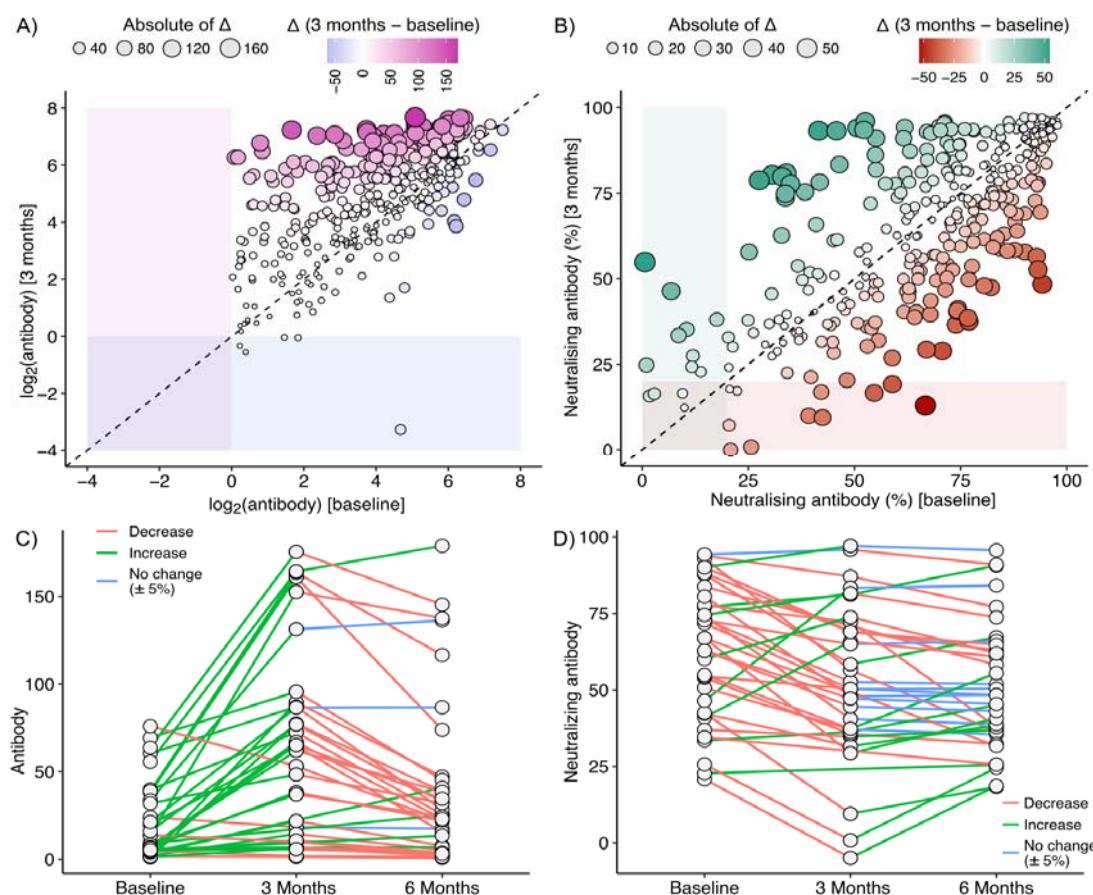 A)
Absolute of Δ
40 80 120 160
Δ (3 months – baseline)
-50 0 50 100 150
log2(antibody) [3 months]
8
6
4
2
0
−2
−4
−4 −2 0 2 4 6 8
log2(antibody) [baseline]
B)
Absolute of Δ
10 20 30 40 50
Δ (3 months – baseline)
−50 −25 0 25 50
Neutralising antibody (%) [3 months]
100
75
50
25
0
0 25 50 75 100
Neutralising antibody (%) [baseline]
C)
Decrease
Increase
No change
(± 5%)
Antibody
150
100
50
0
Baseline 3 Months 6 Months
D)
Neutralizing antibody
100
75
50
25
0
Decrease
Increase
No change
(± 5%)
Baseline 3 Months 6 Months